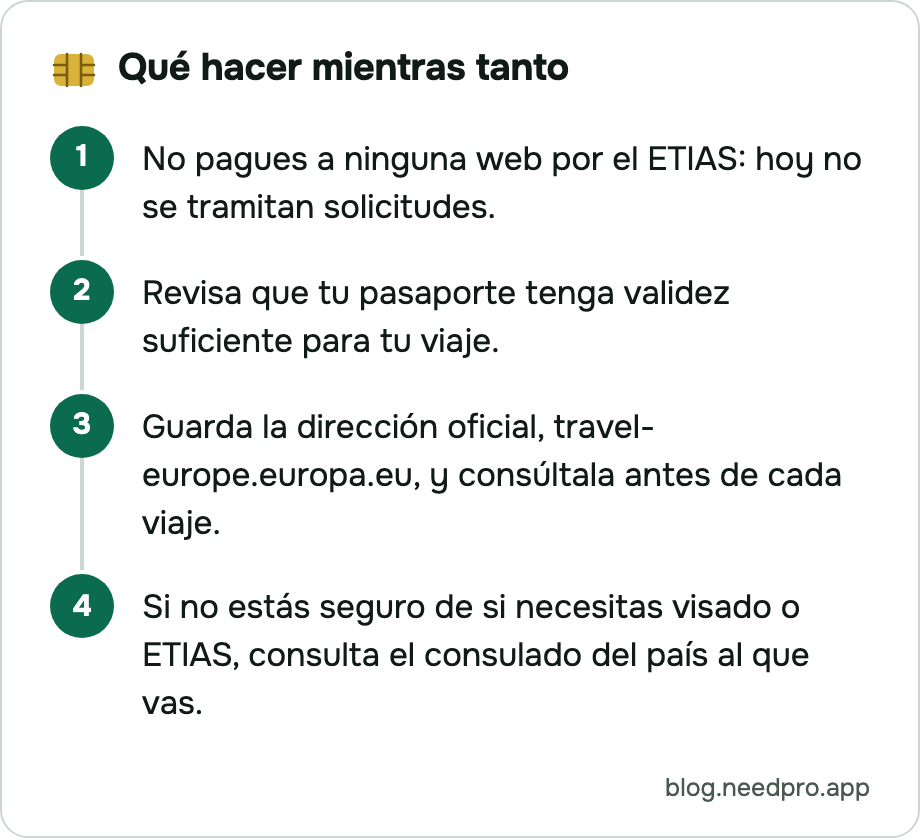 Qué hacer mientras tanto
1
No pagues a ninguna web por el ETIAS: hoy no
se tramitan solicitudes.
2
Revisa que tu pasaporte tenga validez
suficiente para tu viaje.
3
Guarda la dirección oficial, travel-
europe.europa.eu, y consúltala antes de cada
viaje.
4
Si no estás seguro de si necesitas visado o
ETIAS, consulta el consulado del país al que
vas.
blog.needpro.app